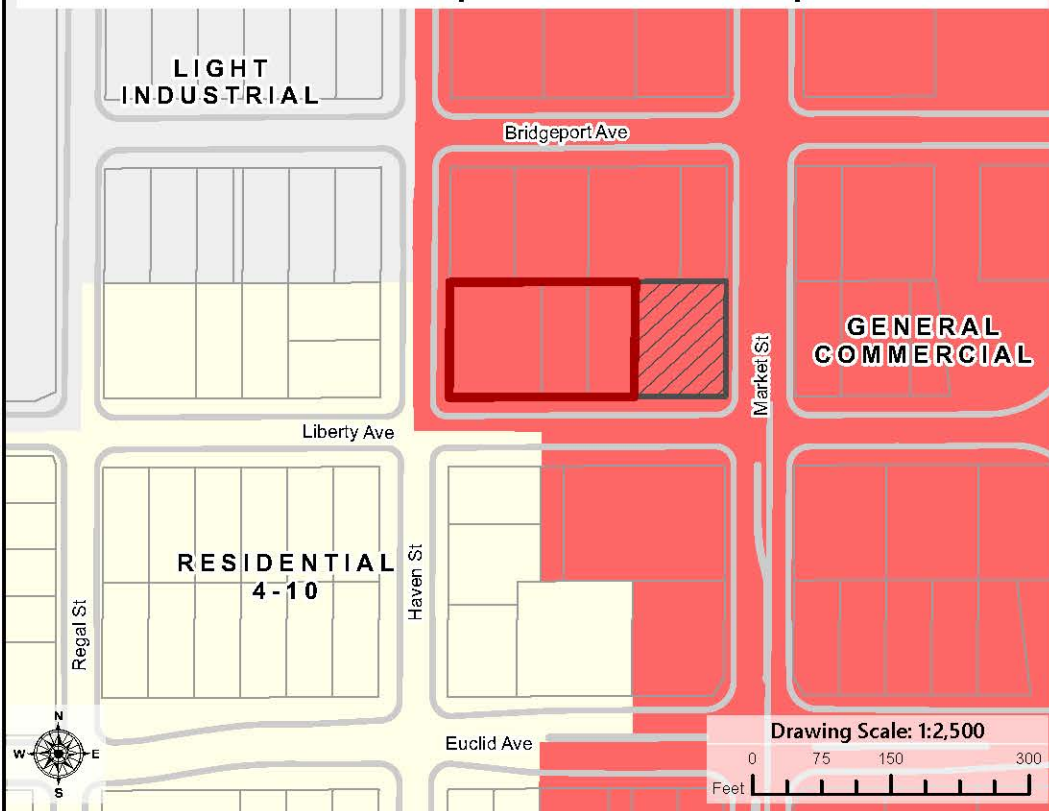 LIGHT
INDUSTRIAL
Bridgeport Ave
GENERAL
COMMERCIAL
Market St
Liberty Ave
RESIDENTIAL
4-10
Haven St
Regal St
Euclid Ave
N
W
E
S
Drawing Scale: 1:2,500
0 75 150 300
Feet